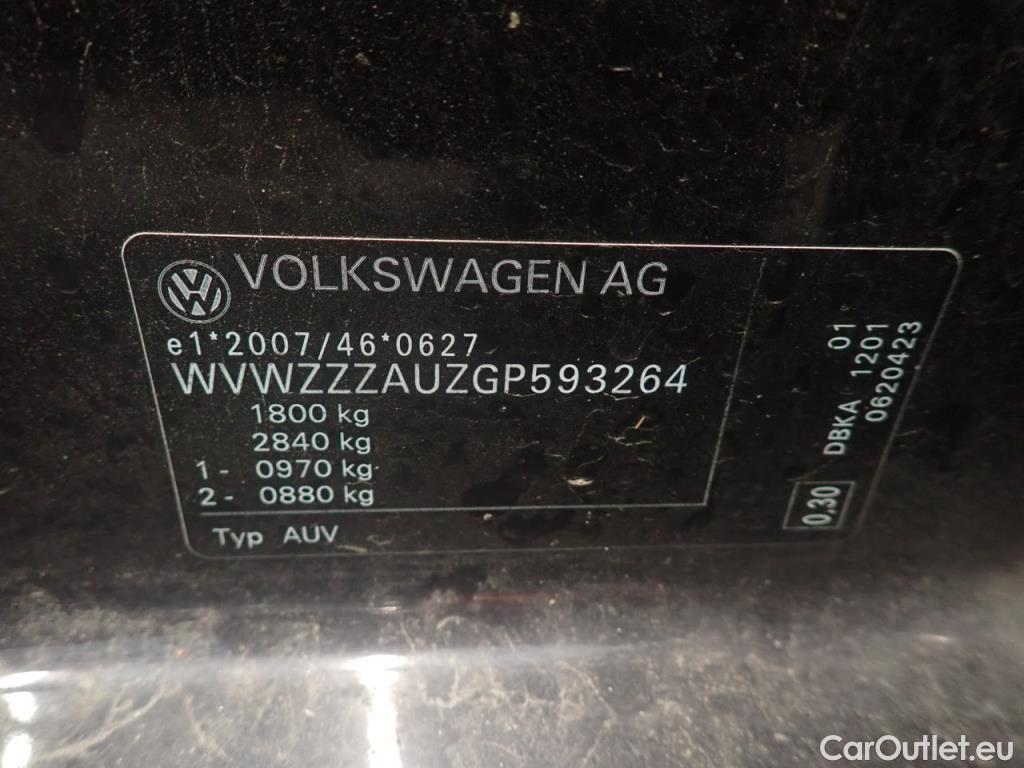 VOLKSWAGEN AG
e1*2007/46*0627
WVWZZZAUZGP593264
1800 kg
2840 kg
1 - 0970 kg
2 - 0880 kg
Typ AUV
01
DBKA 1201
0620423
0,30
CarOutlet.eu